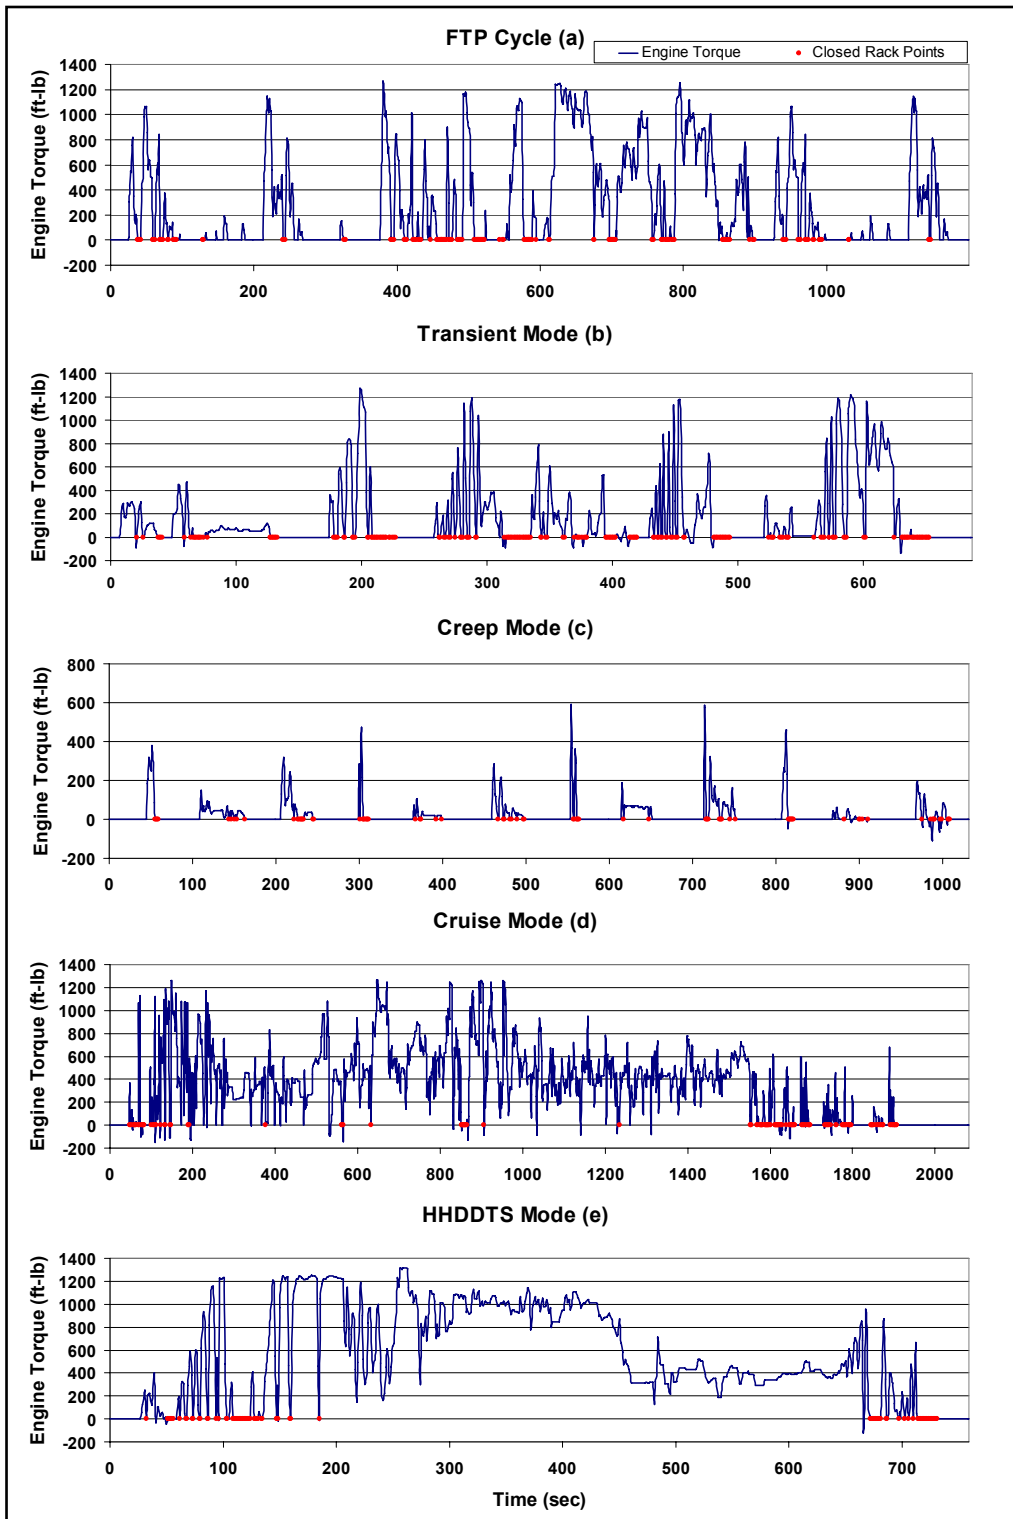 FTP Cycle (a)
Engine Torque
Closed Rack Points
Engine Torque (ft-lb)
1400
1200
1000
800
600
400
200
0
-200
0 200 400 600 800 1000
Transient Mode (b)
Engine Torque (ft-lb)
1400
1200
1000
800
600
400
200
0
-200
0 100 200 300 400 500 600
Creep Mode (c)
Engine Torque (ft-lb)
800
600
400
200
0
-200
0 100 200 300 400 500 600 700 800 900 1000
Cruise Mode (d)
Engine Torque (ft-lb)
1400
1200
1000
800
600
400
200
0
-200
0 200 400 600 800 1000 1200 1400 1600 1800 2000
HHDDTS Mode (e)
Engine Torque (ft-lb)
1400
1200
1000
800
600
400
200
0
-200
0 100 200 300 400 500 600 700
Time (sec)